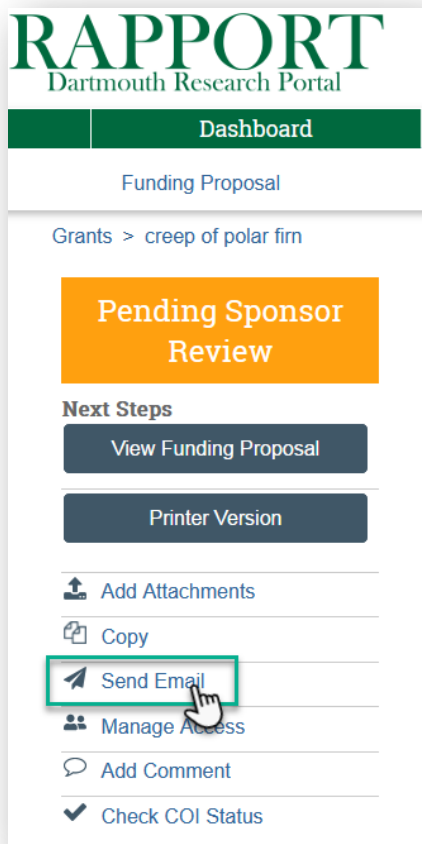 RAPPORT
Dartmouth Research Portal
Dashboard
Funding Proposal
Grants > creep of polar firn
Pending Sponsor
Review
Next Steps
View Funding Proposal
Printer Version
Add Attachments
Copy
Send Email
Manage Access
Add Comment
Check COI Status